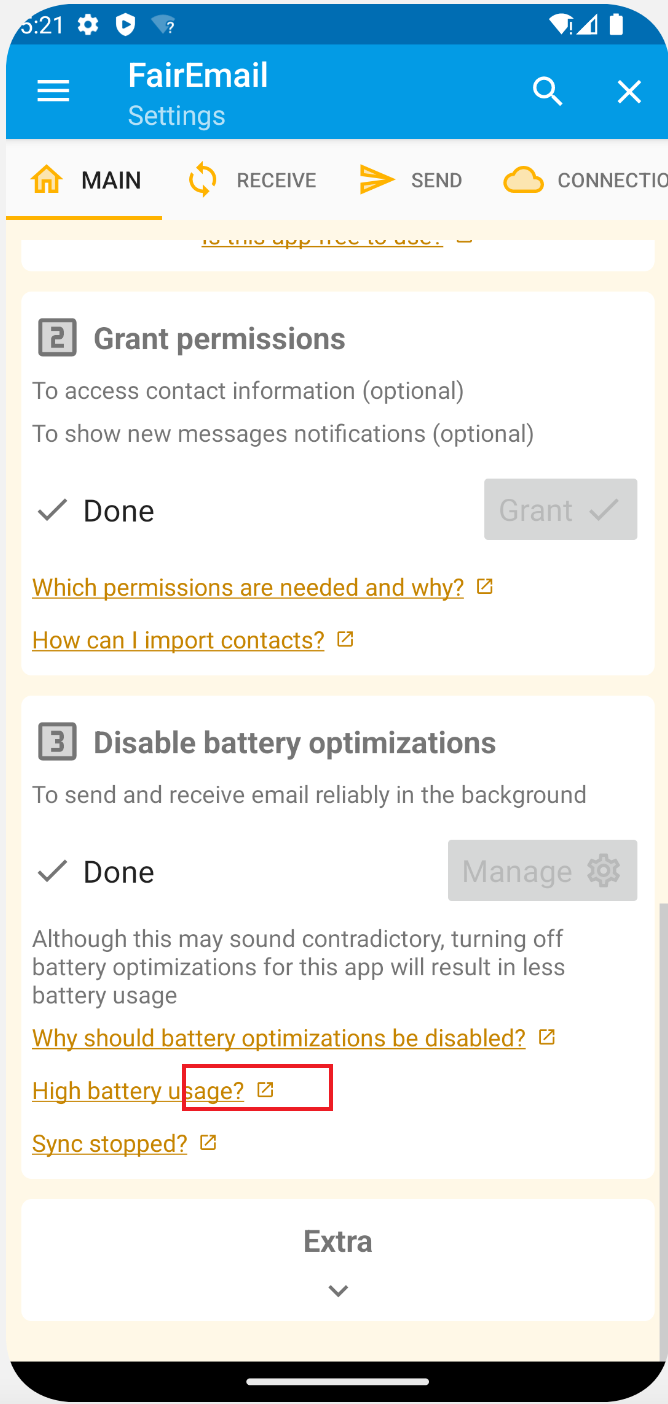 5:21
FairEmail
Settings
MAIN
RECEIVE
SEND
CONNECTIO
Is this app free to use?
2 Grant permissions
To access contact information (optional)
To show new messages notifications (optional)
Done
Grant
Which permissions are needed and why?
How can I import contacts?
3 Disable battery optimizations
To send and receive email reliably in the background
Done
Manage
Although this may sound contradictory, turning off
battery optimizations for this app will result in less
battery usage
Why should battery optimizations be disabled?
High battery usage?
Sync stopped?
Extra